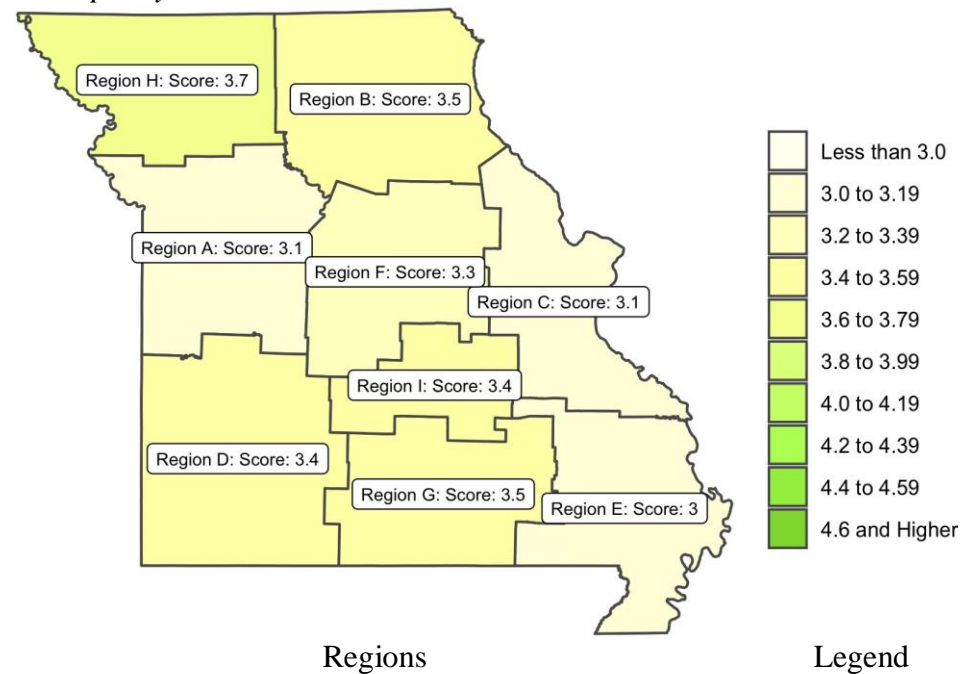 Region H: Score: 3.7
Region B: Score: 3.5
Region A: Score: 3.1
Region F: Score: 3.3
Region C: Score: 3.1
Region I: Score: 3.4
Region D: Score: 3.4
Region G: Score: 3.5
Region E: Score: 3
Less than 3.0
3.0 to 3.19
3.2 to 3.39
3.4 to 3.59
3.6 to 3.79
3.8 to 3.99
4.0 to 4.19
4.2 to 4.39
4.4 to 4.59
4.6 and Higher
Regions
Legend